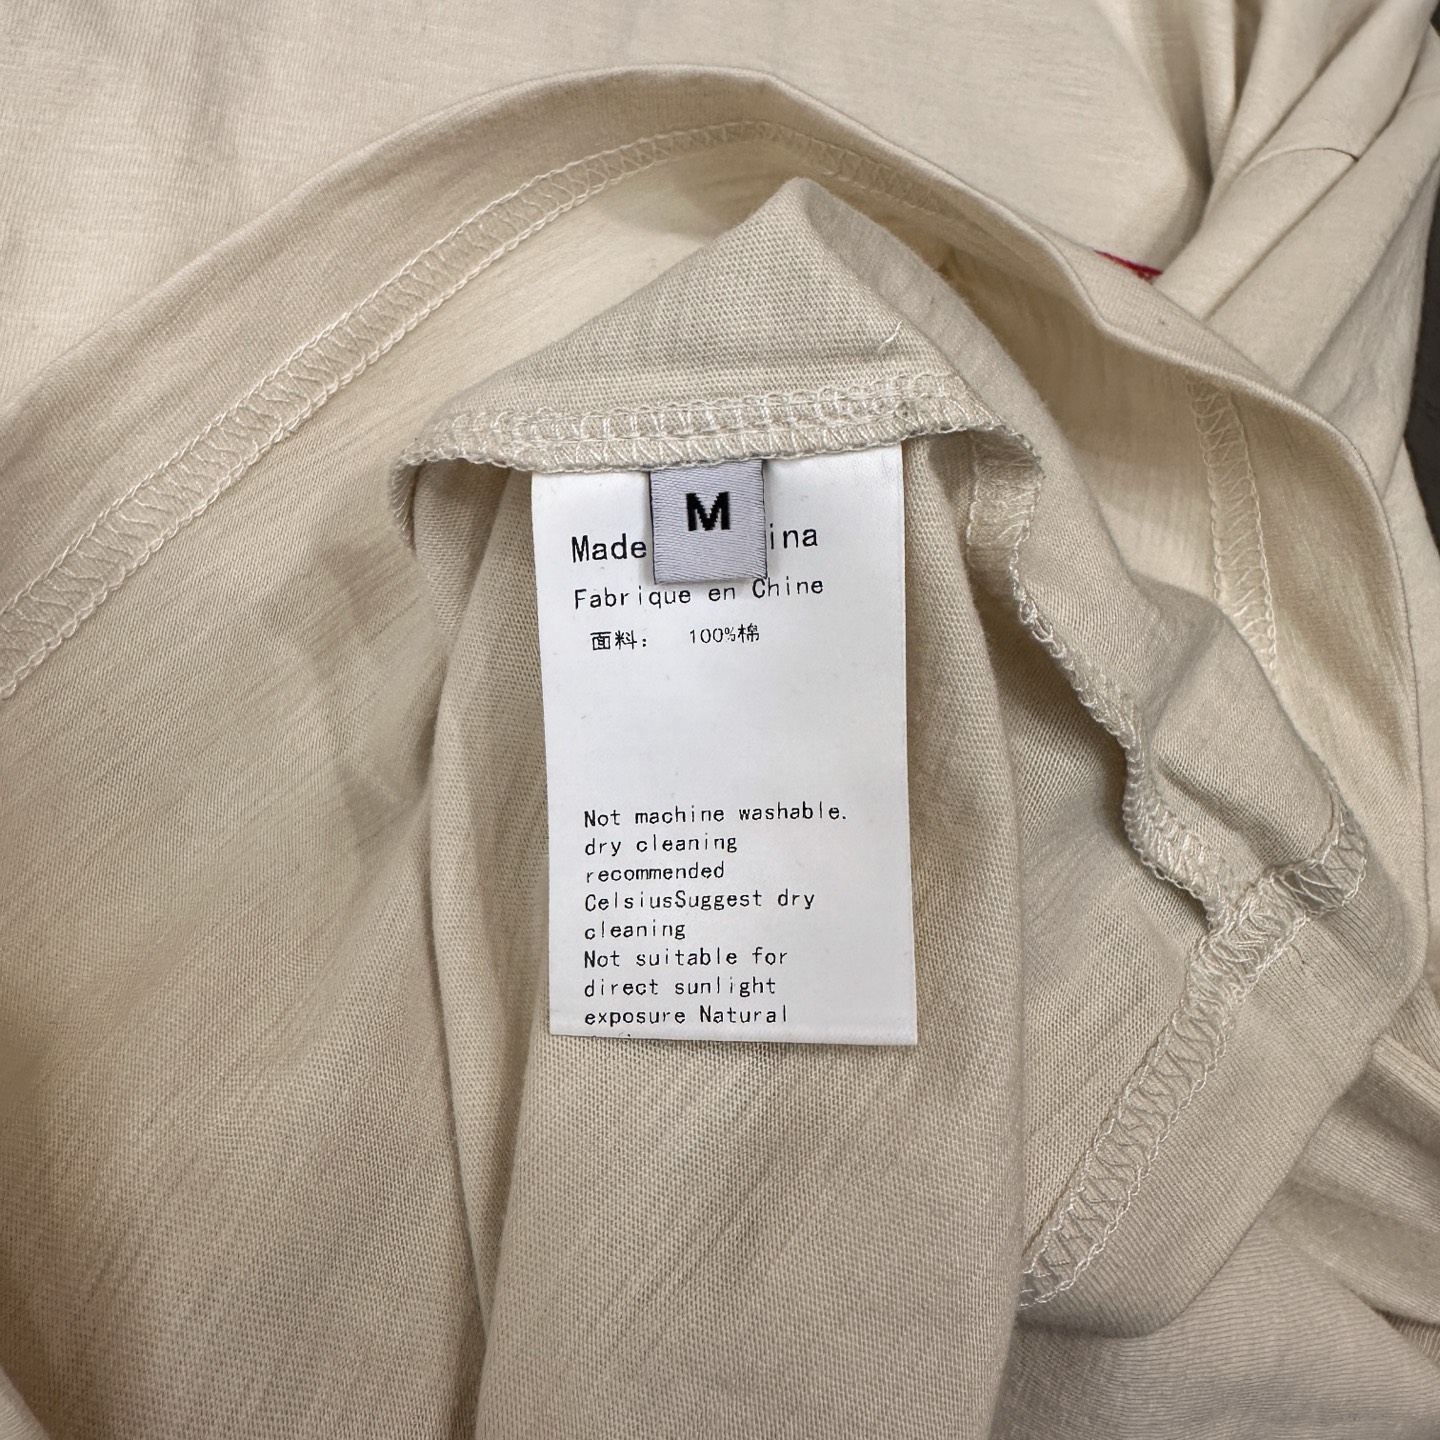 M
Made ina
Fabrique en Chine
面料： 100%棉
Not machine washable.
dry cleaning
recommended
CelsiusSuggest dry
cleaning
Not suitable for
direct sunlight
exposure Natural